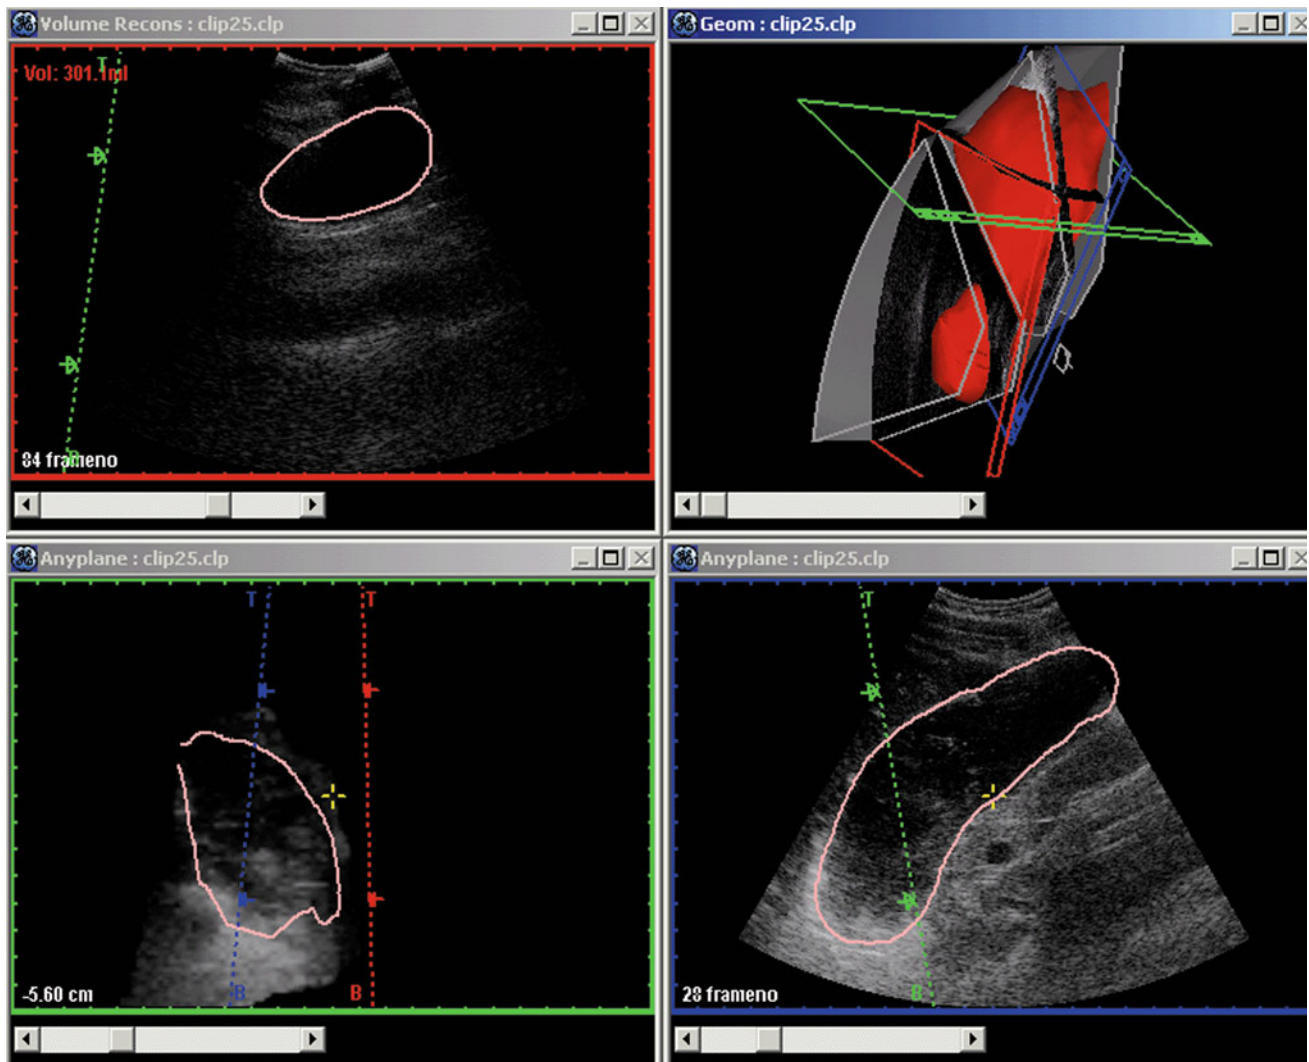 Volume Recons : clip25.clp
T
Vol: 301.1ml
B
84 frameno
Geom : clip25.clp
Anyplane : clip25.clp
T
T
-5.60 cm
B
B
Anyplane : clip25.clp
T
28 frameno
B